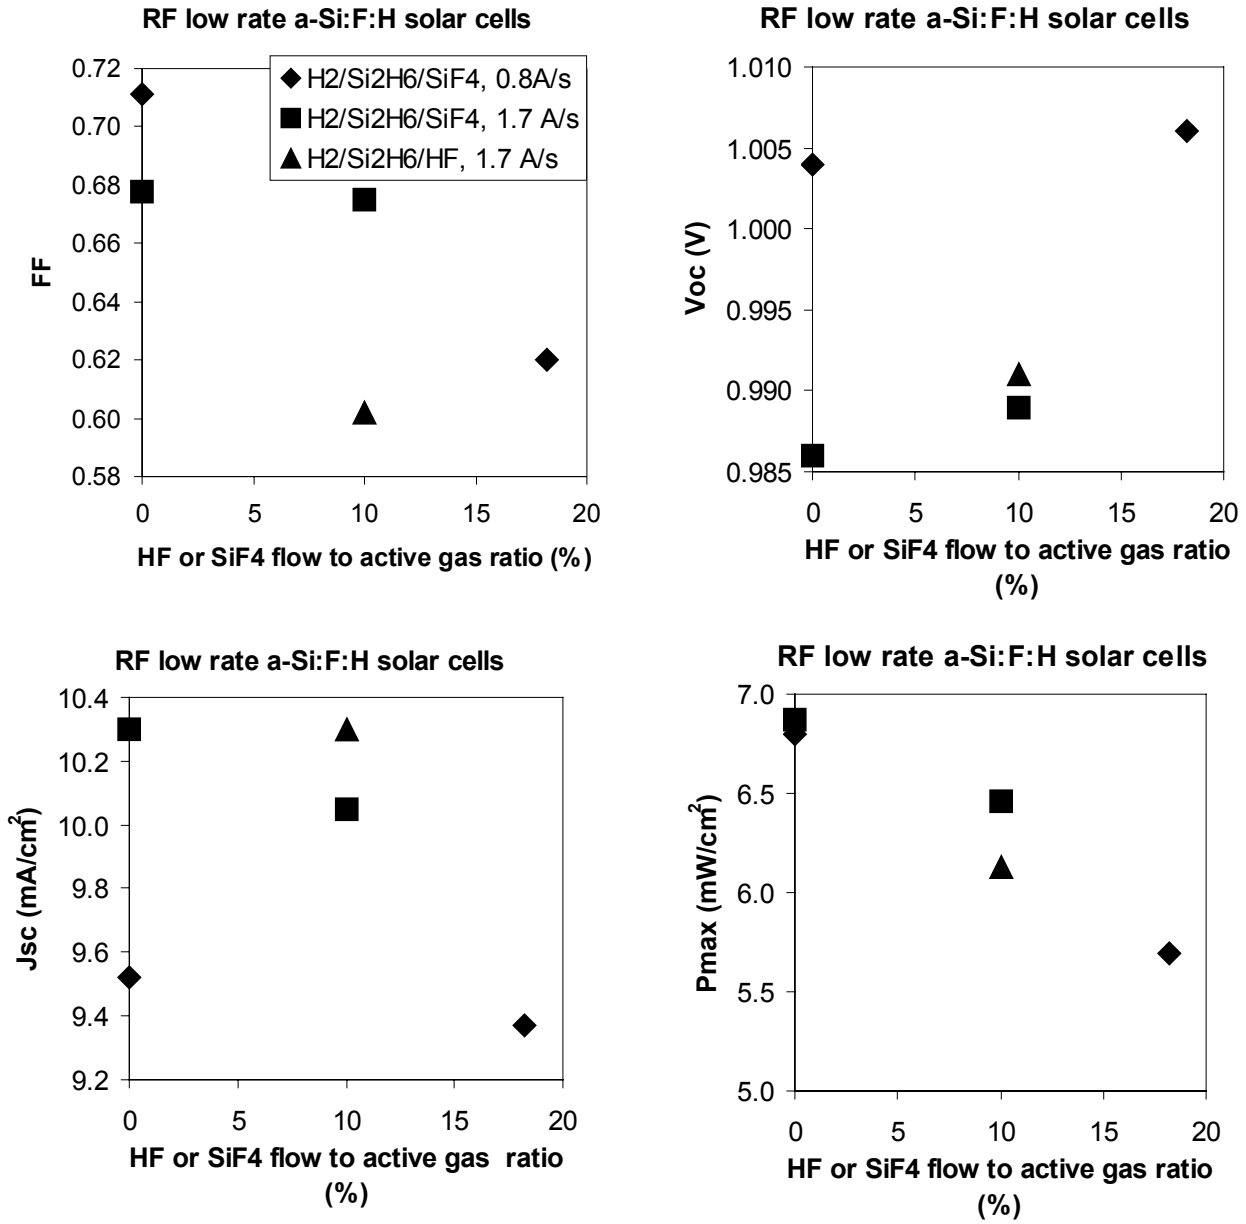 RF low rate a-Si:F:H solar cells
0.72
0.70
0.68
0.66
0.64
0.62
0.60
0.58
FF
H2/Si2H6/SiF4, 0.8A/s
H2/Si2H6/SiF4, 1.7 A/s
H2/Si2H6/HF, 1.7 A/s
0 5 10 15 20
HF or SiF4 flow to active gas ratio (%)
RF low rate a-Si:F:H solar cells
1.010
1.005
1.000
0.995
0.990
0.985
Voc (V)
0 5 10 15 20
HF or SiF4 flow to active gas ratio
(%)
RF low rate a-Si:F:H solar cells
10.4
10.2
10.0
9.8
9.6
9.4
9.2
Jsc (mA/cm²)
0 5 10 15 20
HF or SiF4 flow to active gas ratio
(%)
RF low rate a-Si:F:H solar cells
7.0
6.5
6.0
5.5
5.0
Pmax (mW/cm²)
0 5 10 15 20
HF or SiF4 flow to active gas ratio
(%)